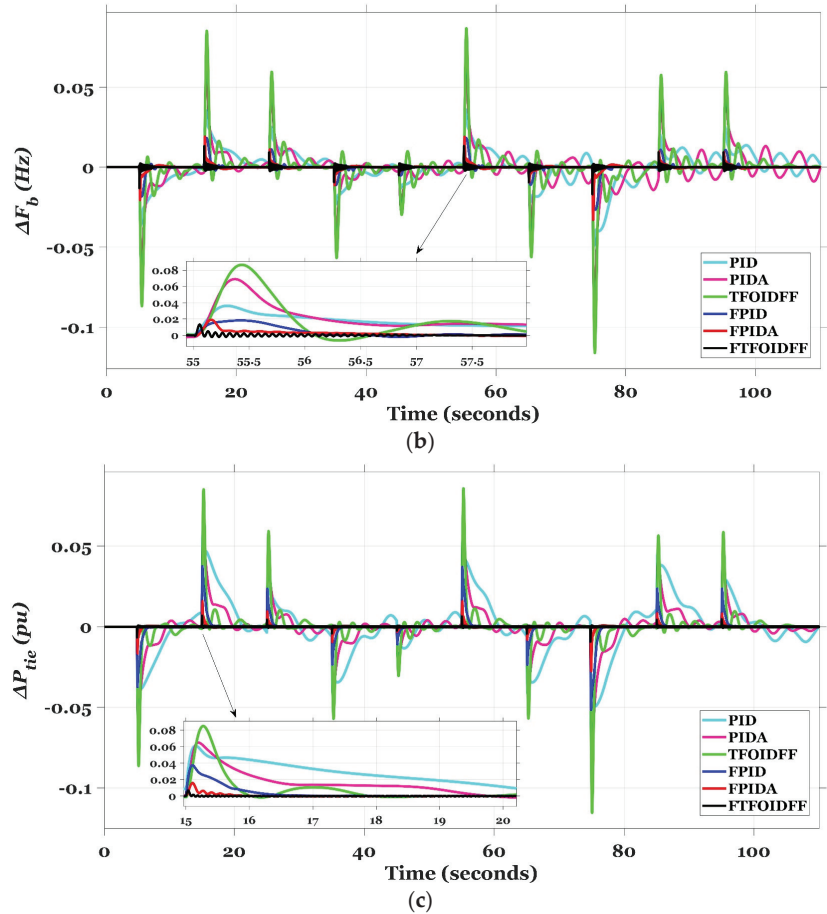 0.05
0
-0.05
-0.1
ΔF_b (Hz)
0.08
0.06
0.04
0.02
0
55
55.5
56
56.5
57
57.5
PID
PIDA
TFOIDFF
FPID
FPIDA
FTFOIDFF
0
20
40
60
80
100
Time (seconds)
(b)
0.05
0
-0.05
-0.1
ΔP_tie (pu)
0.08
0.06
0.04
0.02
0
15
16
17
18
19
20
PID
PIDA
TFOIDFF
FPID
FPIDA
FTFOIDFF
0
20
40
60
80
100
Time (seconds)
(c)